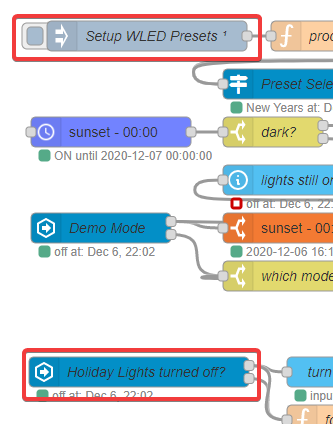 Setup WLED Presets ¹
proc
Preset Sele
New Years at: D
sunset - 00:00
dark?
ON until 2020-12-07 00:00:00
lights still on
off at: Dec 6, 22:
Demo Mode
sunset - 00:
off at: Dec 6, 22:02
2020-12-06 16:1
which mode
Holiday Lights turned off?
turn
off at: Dec 6, 22:02
input
fo